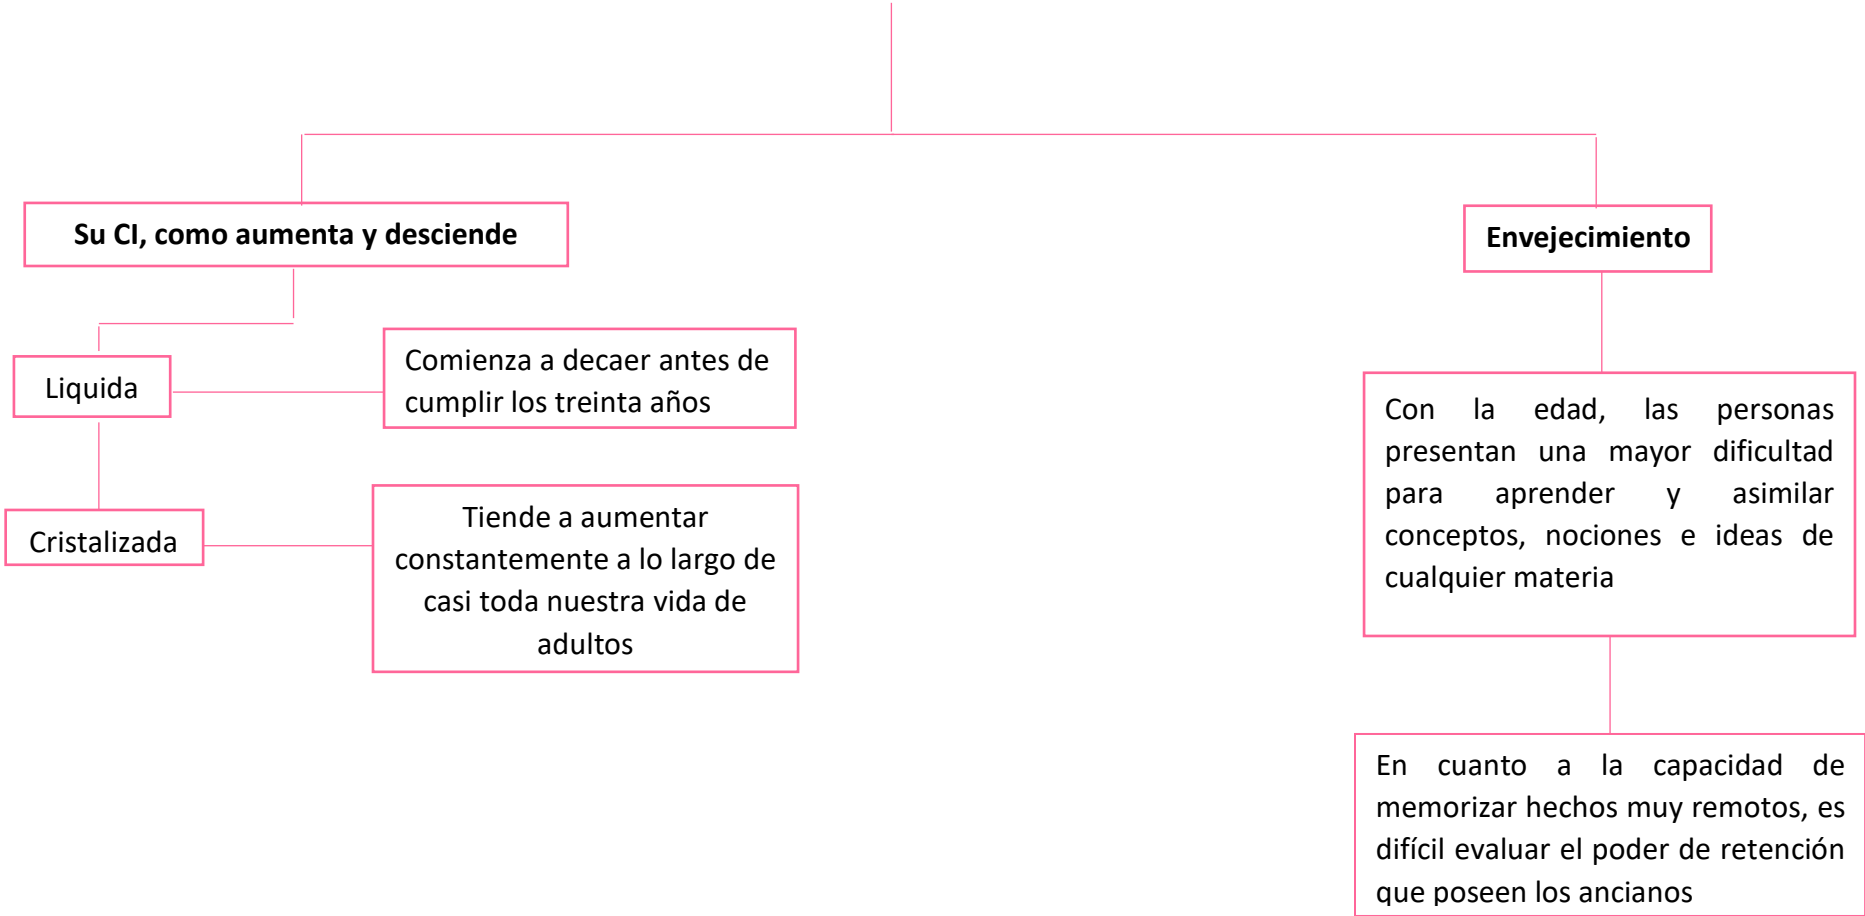 Su CI, como aumenta y desciende
Liquida
Comienza a decaer antes de
cumplir los treinta años
Cristalizada
Tiende a aumentar
constantemente a lo largo de
casi toda nuestra vida de
adultos
Envejecimiento
Con la edad, las personas
presentan una mayor dificultad
para aprender y asimilar
conceptos, nociones e ideas de
cualquier materia
En cuanto a la capacidad de
memorizar hechos muy remotos, es
difícil evaluar el poder de retención
que poseen los ancianos